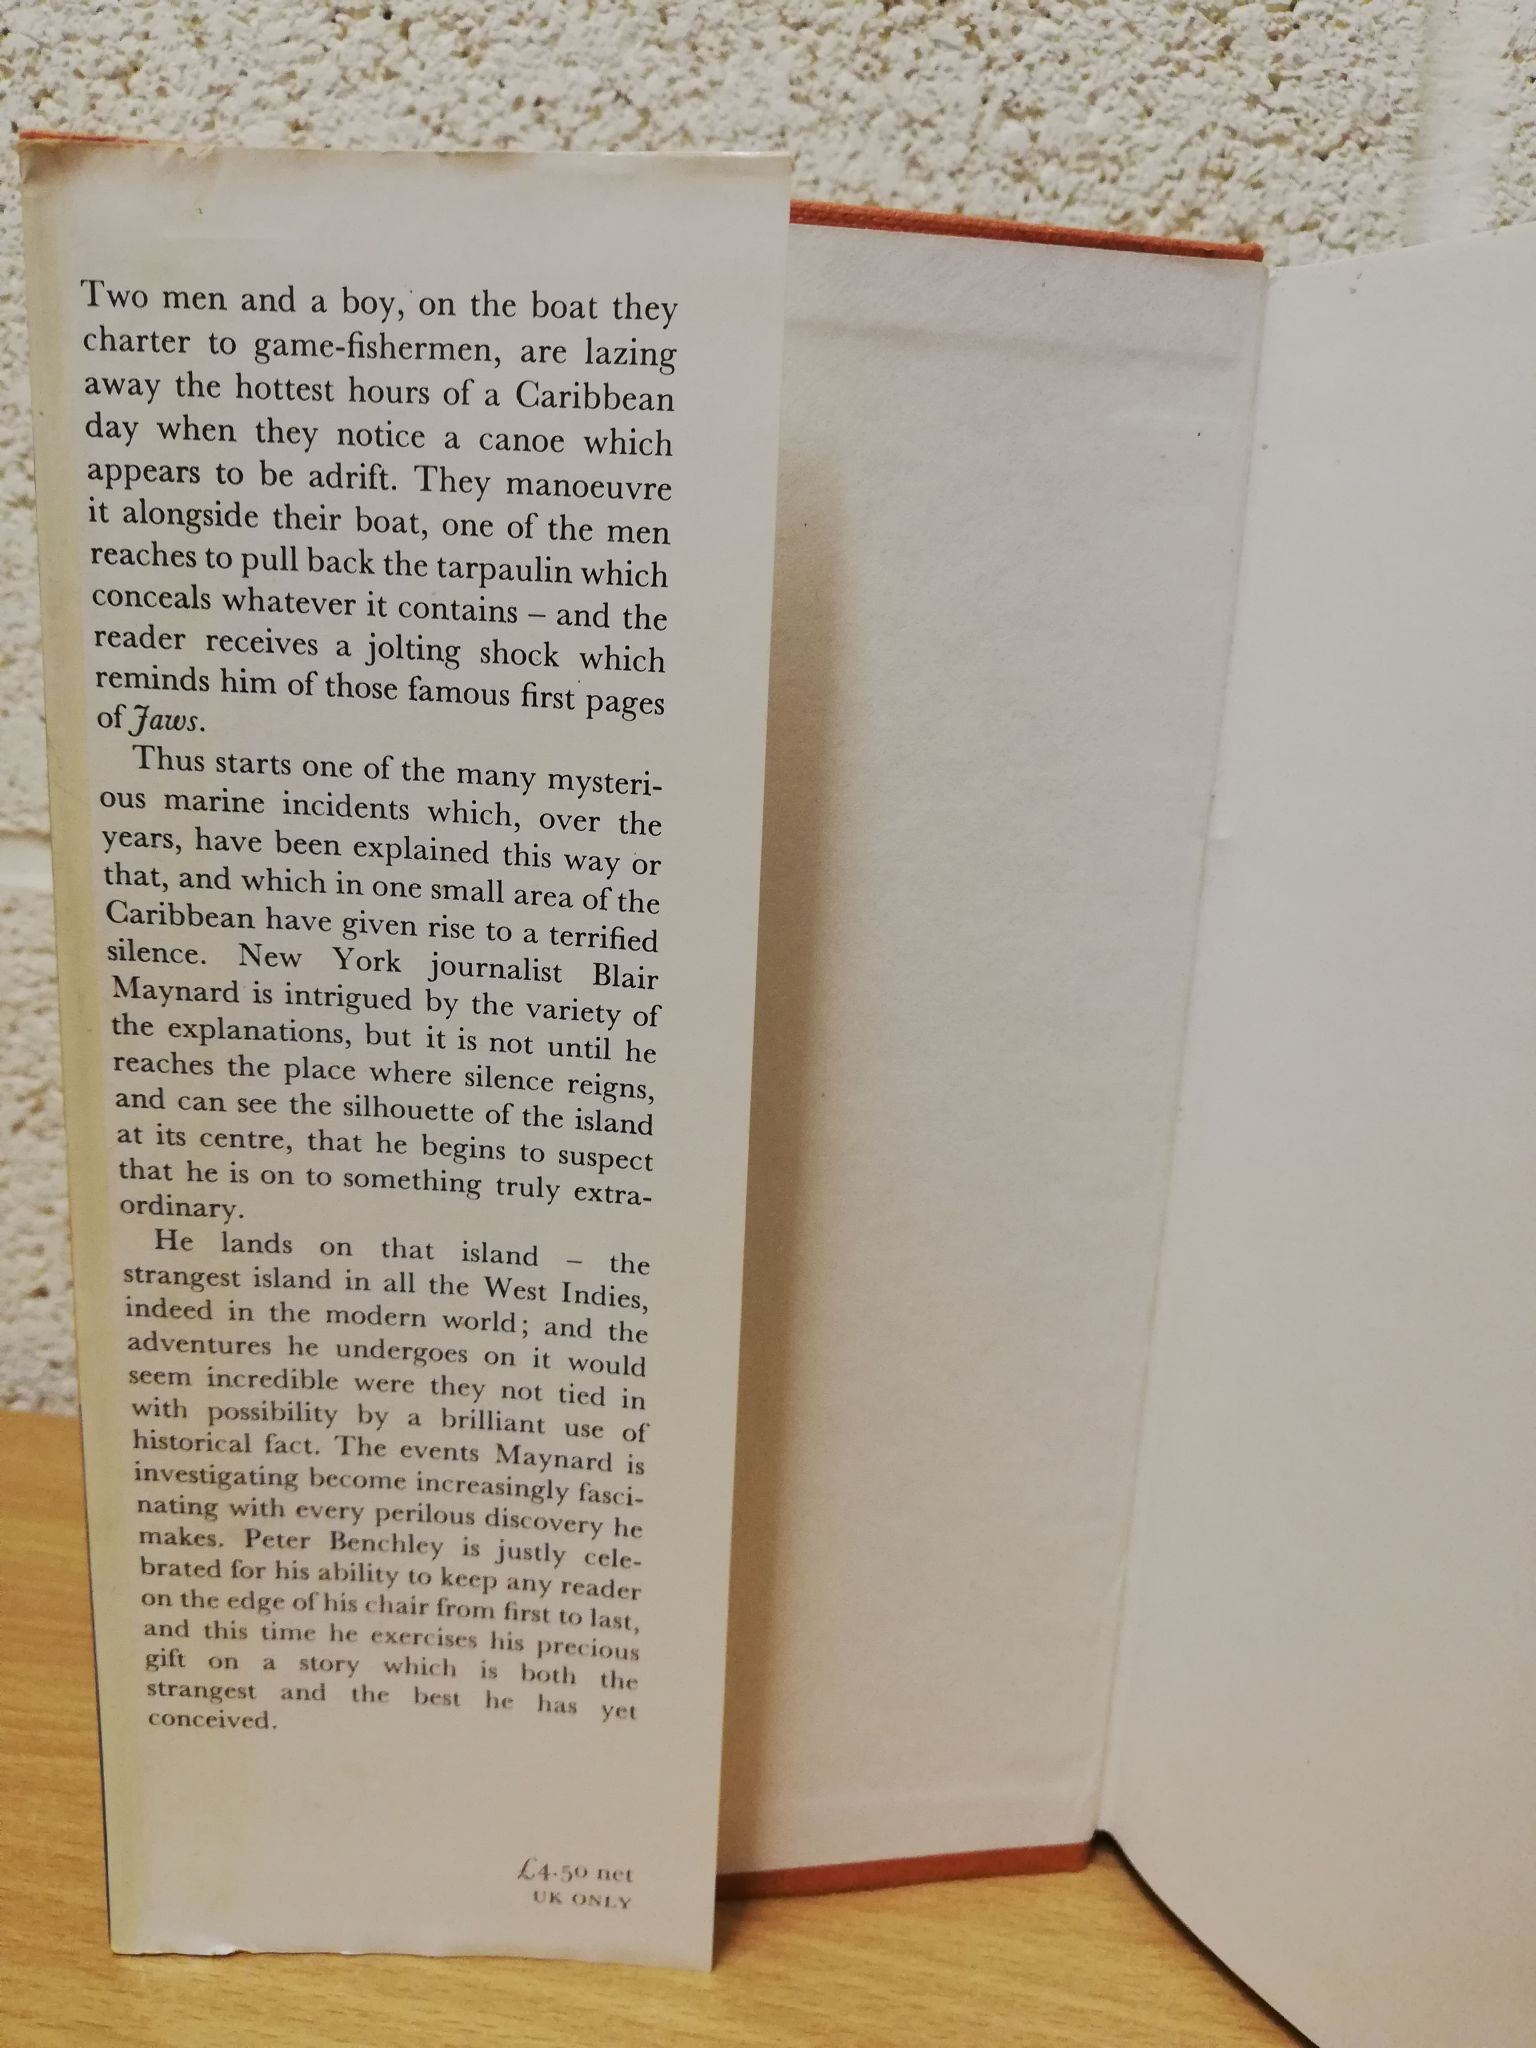 Two men and a boy, on the boat they
charter to game-fishermen, are lazing
away the hottest hours of a Caribbean
day when they notice a canoe which
appears to be adrift. They manoeuvre
it alongside their boat, one of the men
reaches to pull back the tarpaulin which
conceals whatever it contains – and the
reader receives a jolting shock which
reminds him of those famous first pages
of Jaws.
Thus starts one of the many mysteri-
ous marine incidents which, over the
years, have been explained this way or
that, and which in one small area of the
Caribbean have given rise to a terrified
silence. New York journalist Blair
Maynard is intrigued by the variety of
the explanations, but it is not until he
reaches the place where silence reigns,
and can see the silhouette of the island
at its centre, that he begins to suspect
that he is on to something truly extra-
ordinary.
He lands on that island – the
strangest island in all the West Indies,
indeed in the modern world; and the
adventures he undergoes on it would
seem incredible were they not tied in
with possibility by a brilliant use of
historical fact. The events Maynard is
investigating become increasingly fasci-
nating with every perilous discovery he
makes. Peter Benchley is justly cele-
brated for his ability to keep any reader
on the edge of his chair from first to last,
and this time he exercises his precious
gift on a story which is both the
strangest and the best he has yet
conceived.
£4.50 net
UK ONLY